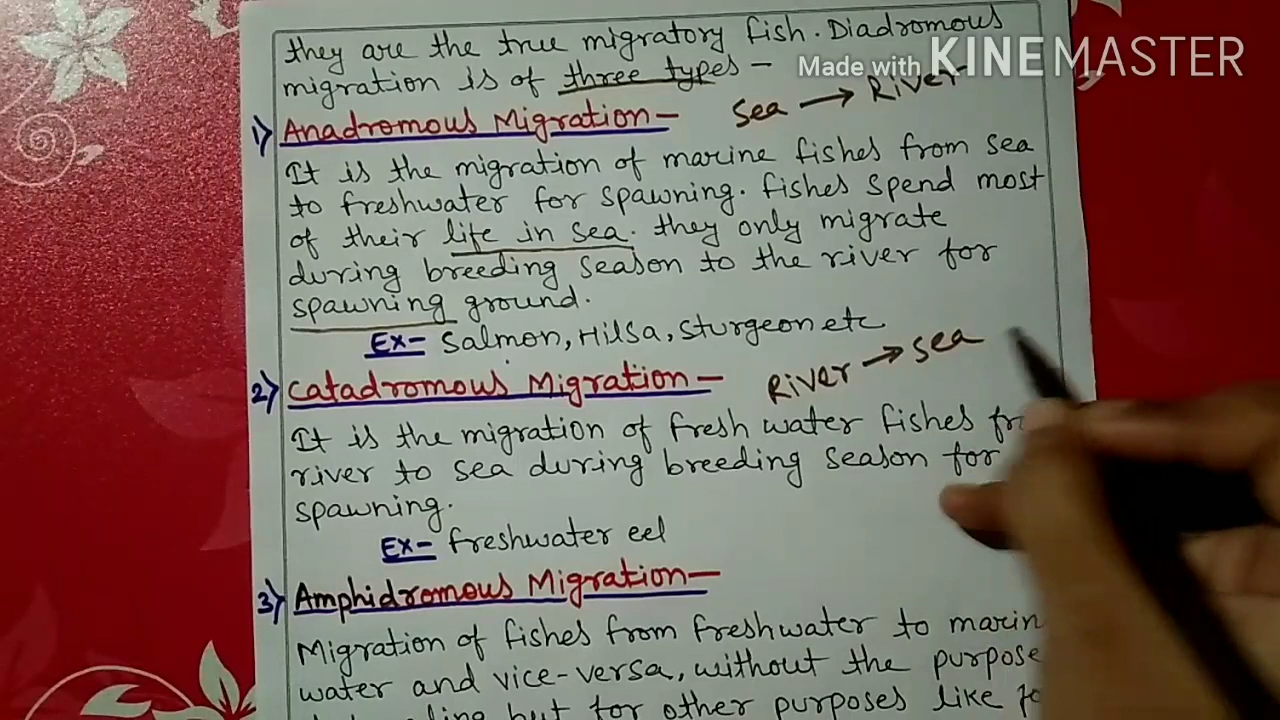 they are the true migratory fish. Diadromous
migration is of three types -
Made with KINEMASTER
Sea → River
1) Anadromous Migration -
It is the migration of marine fishes from sea
to freshwater for spawning. fishes spend most
of their life in sea. they only migrate
during breeding season to the river for
spawning ground.
Ex- Salmon, Hilsa, Sturgeon etc
River → sea
2) Catadromous Migration -
It is the migration of fresh water fishes
river to sea during breeding season for
spawning.
Ex- freshwater eel
3) Amphidromous Migration -
Migration of fishes from freshwater to marin
water and vice-versa, without the purpose
but for other purposes like